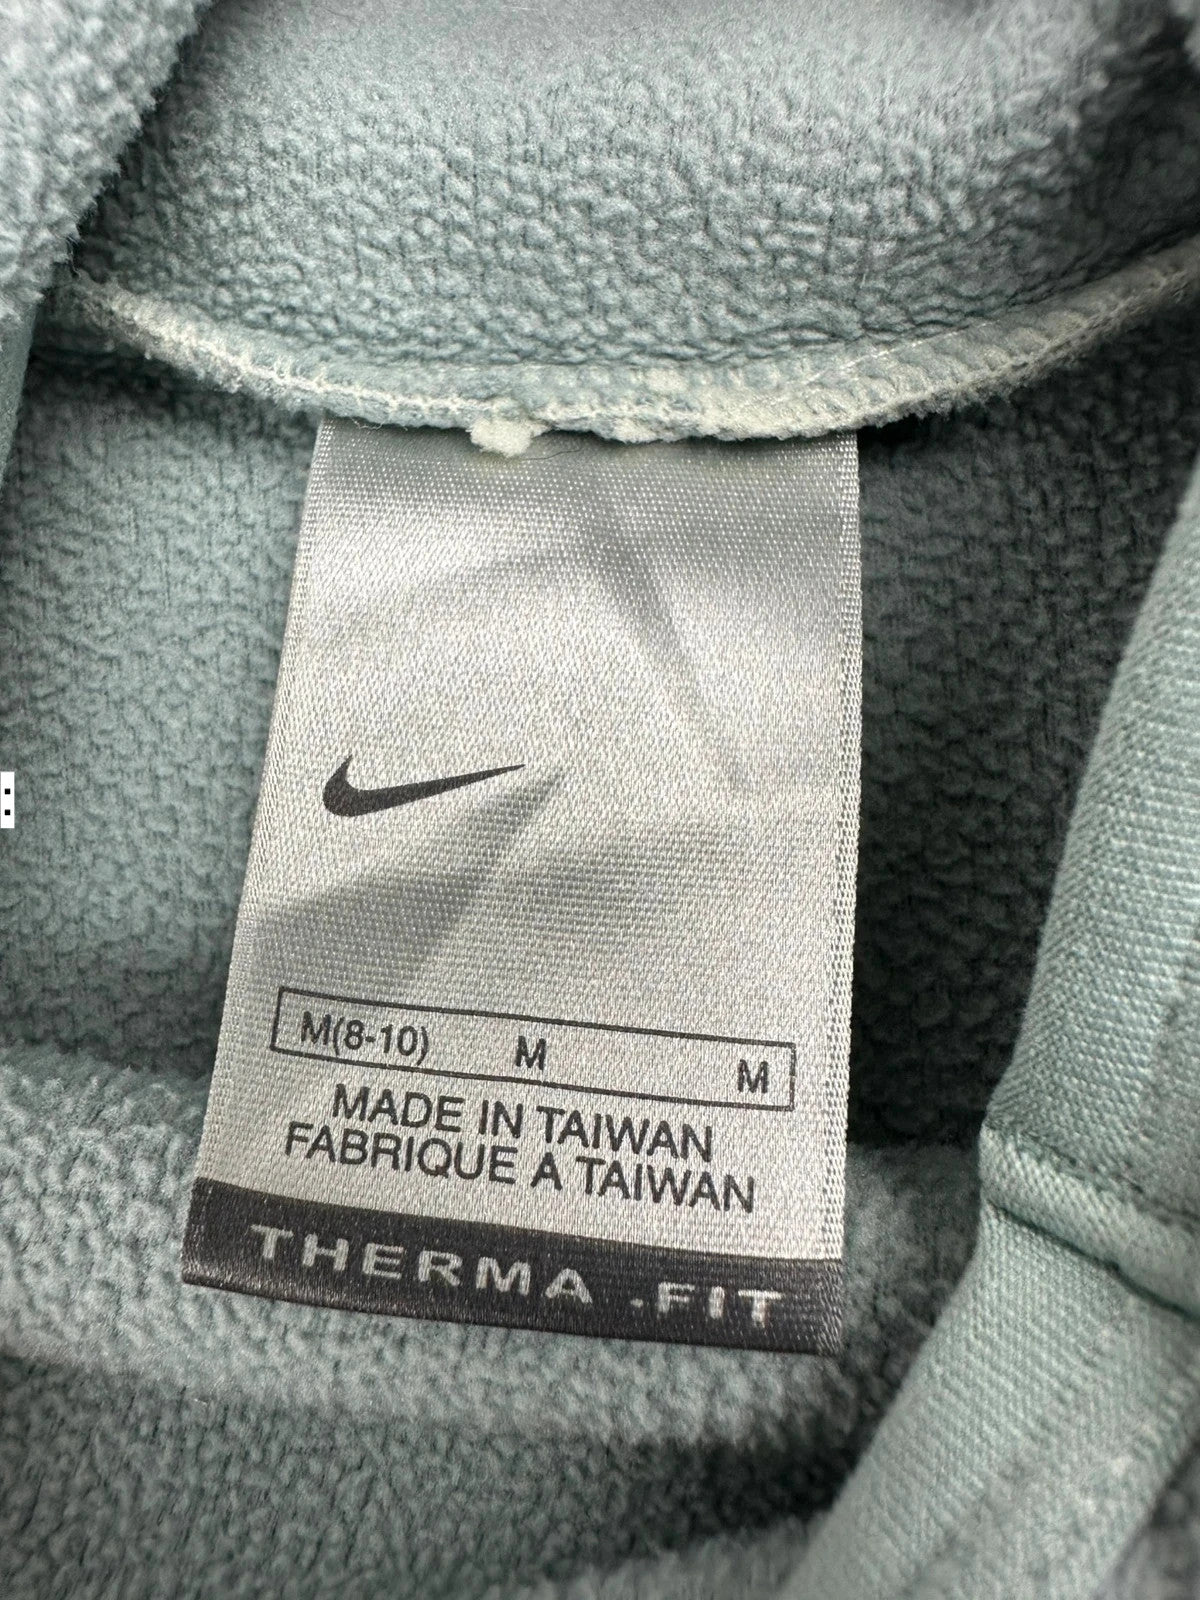 M(8-10) M M
MADE IN TAIWAN
FABRIQUE A TAIWAN
THERMA.FIT